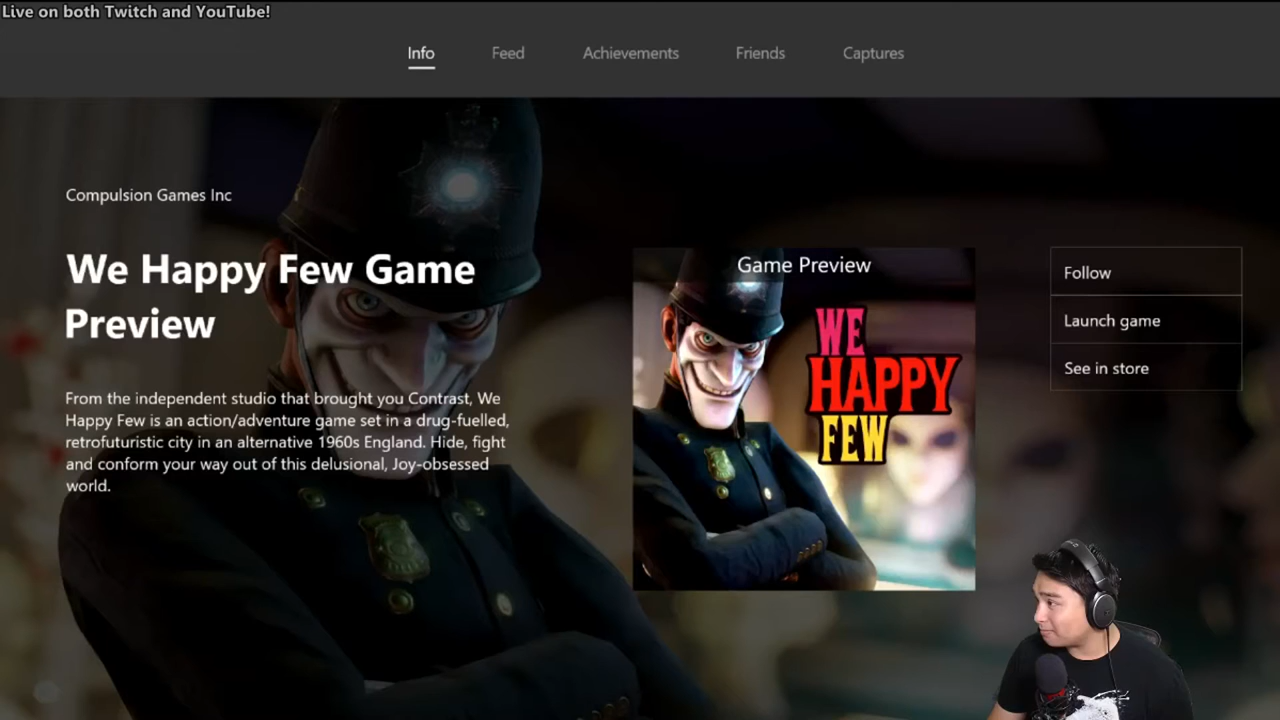 Live on both Twitch and YouTube!
Info
Feed
Achievements
Friends
Captures
Compulsion Games Inc
We Happy Few Game
Preview
From the independent studio that brought you Contrast, We
Happy Few is an action/adventure game set in a drug-fuelled,
retrofuturistic city in an alternative 1960s England. Hide, fight
and conform your way out of this delusional, Joy-obsessed
world.
Game Preview
WE
HAPPY
FEW
Follow
Launch game
See in store